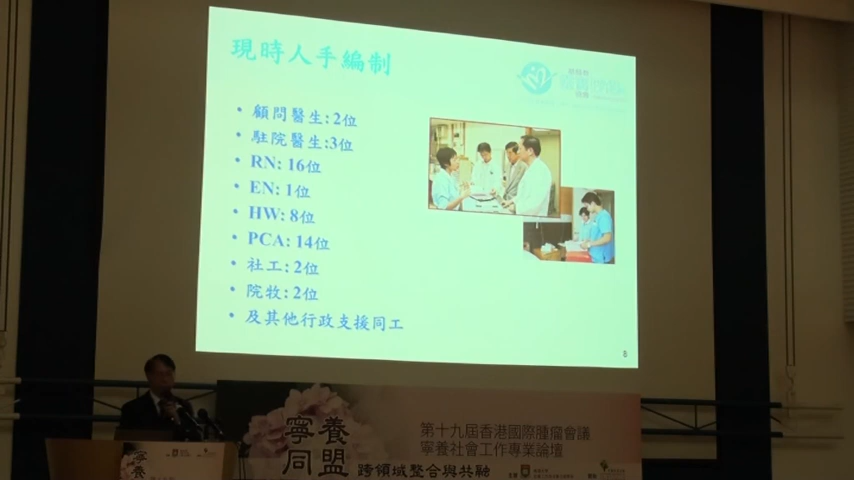 現時人手編制
• 顧問醫生: 2位
• 駐院醫生: 3位
• RN: 16位
• EN: 1位
• HW: 8位
• PCA: 14位
• 社工: 2位
• 院牧: 2位
• 及其他行政支援同工
8
寧養
同盟
跨領域整合與共融
第十九屆香港國際腫瘤會議
寧養社會工作專業論壇
寧養